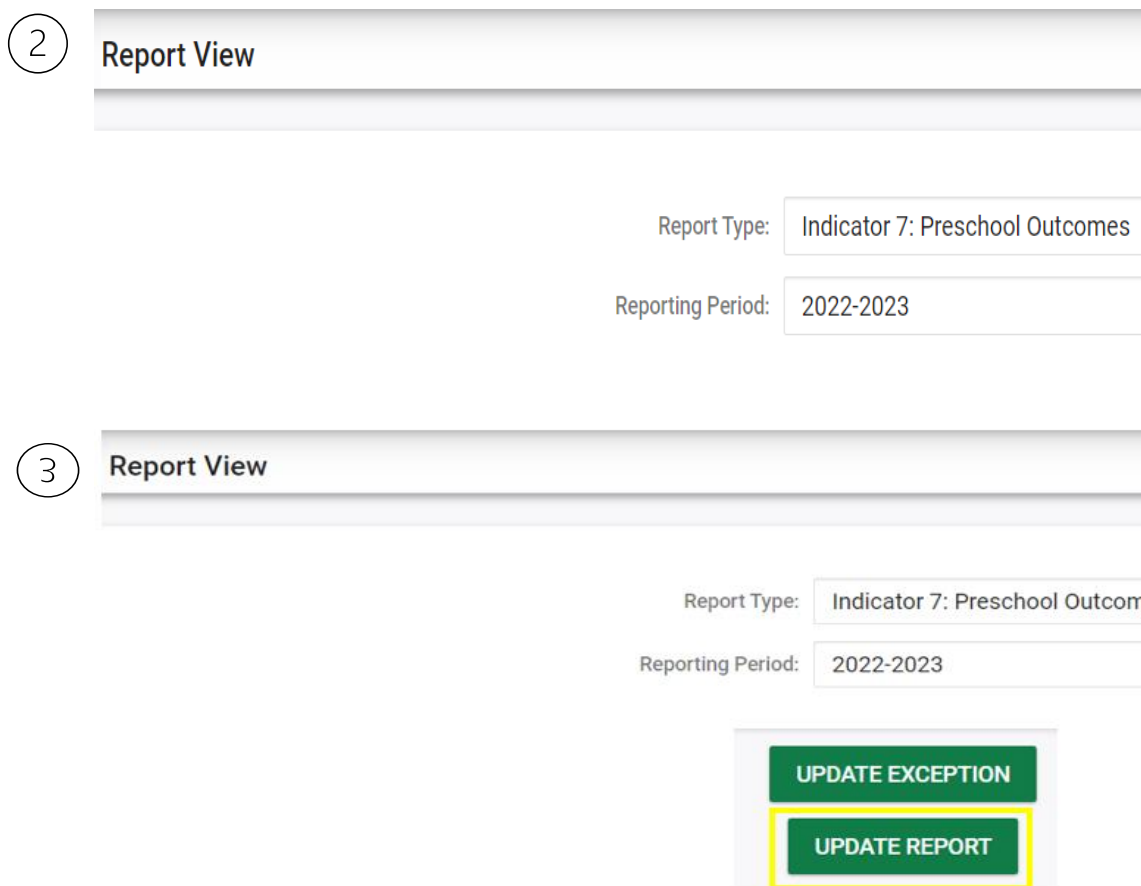 2
Report View
Report Type: Indicator 7: Preschool Outcomes
Reporting Period: 2022-2023
3
Report View
Report Type: Indicator 7: Preschool Outcom
Reporting Period: 2022-2023
UPDATE EXCEPTION
UPDATE REPORT